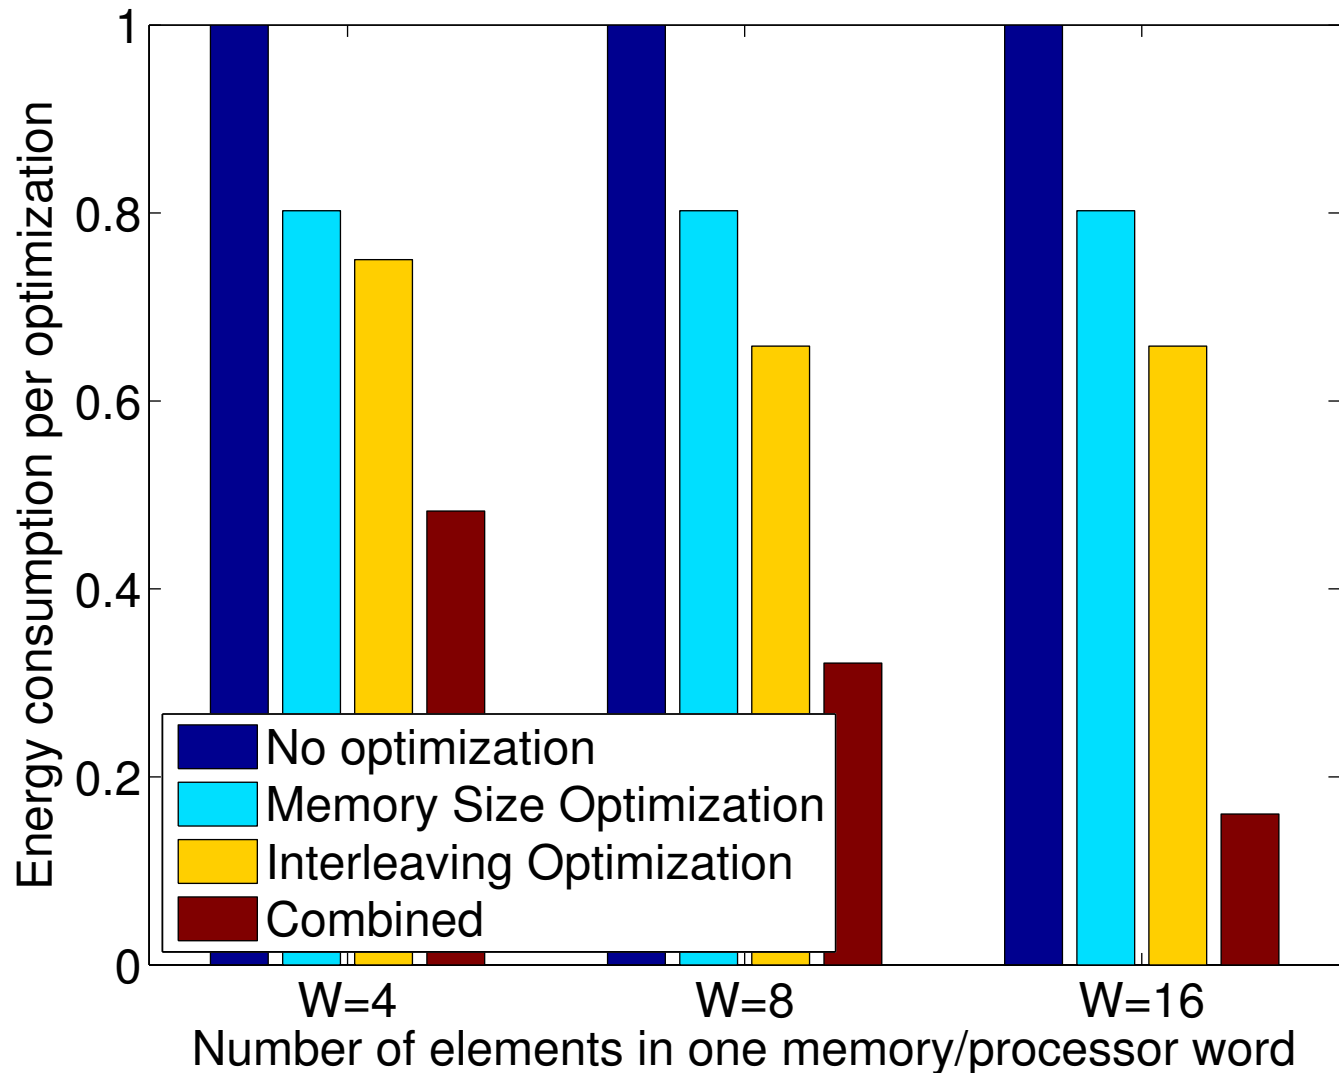 Energy consumption per optimization
1
0.8
0.6
0.4
0.2
0
No optimization
Memory Size Optimization
Interleaving Optimization
Combined
W=4 W=8 W=16
Number of elements in one memory/processor word